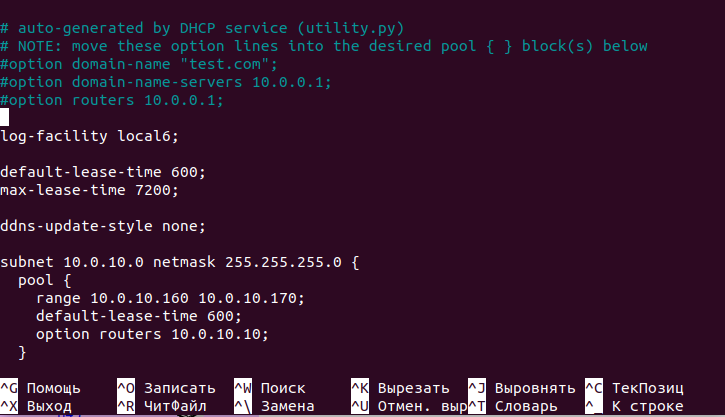 # auto-generated by DHCP service (utility.py)
# NOTE: move these option lines into the desired pool { } block(s) below
#option domain-name "test.com";
#option domain-name-servers 10.0.0.1;
#option routers 10.0.0.1;
log-facility local6;
default-lease-time 600;
max-lease-time 7200;
ddns-update-style none;
subnet 10.0.10.0 netmask 255.255.255.0 {
  pool {
    range 10.0.10.160 10.0.10.170;
    default-lease-time 600;
    option routers 10.0.10.10;
  }
^G Помощь ^O Записать ^W Поиск ^K Вырезать ^J Выровнять ^C ТекПозиц
^X Выход ^R ЧитФайл ^\ Замена ^U Отмен. выр ^T Словарь ^_ К строке